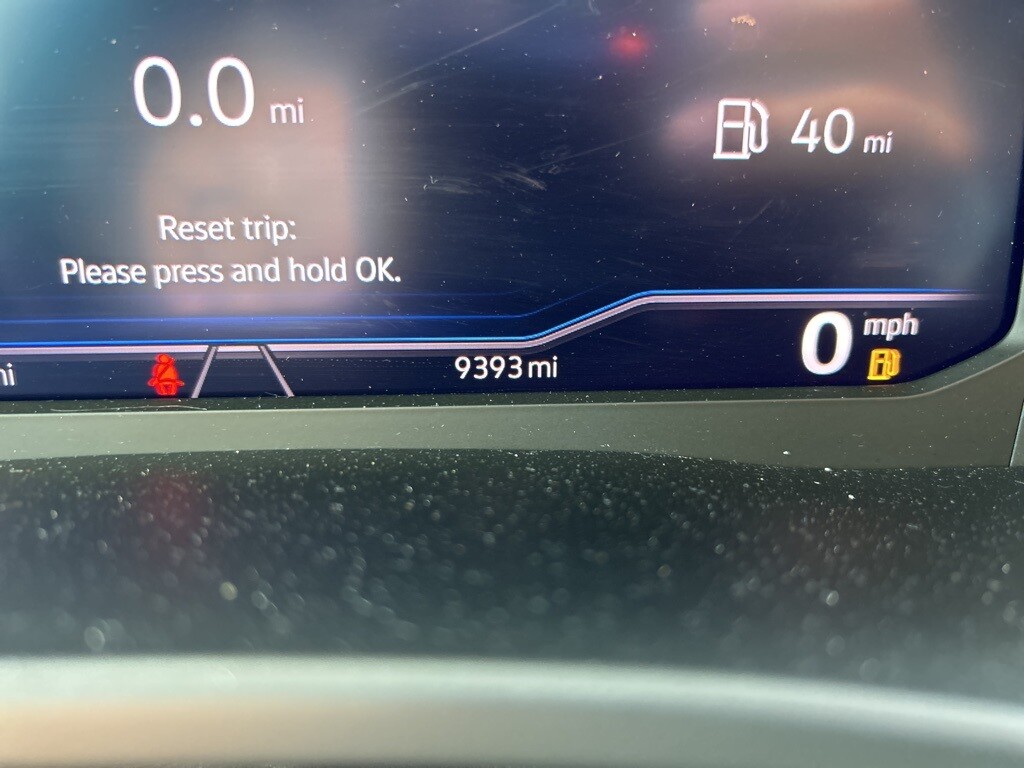 0.0 mi
40 mi
Reset trip:
Please press and hold OK.
0 mph
9393 mi